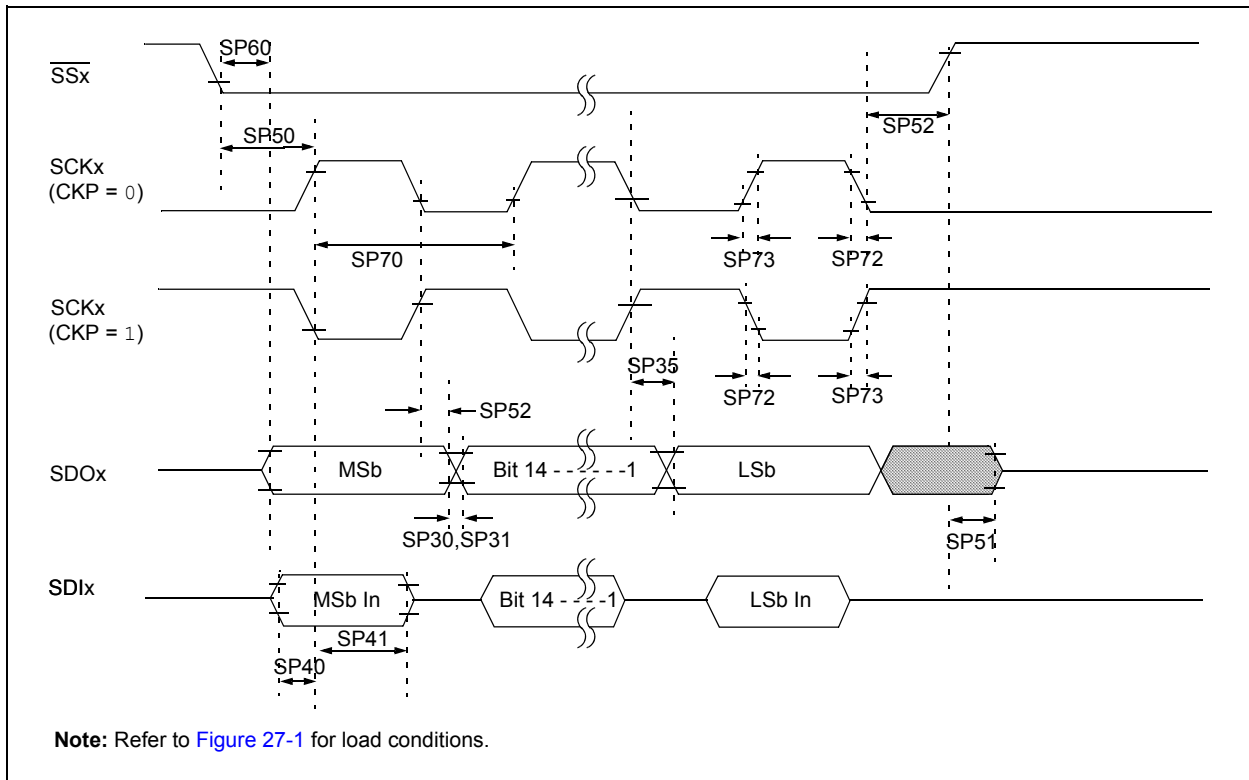 SP60
SSx
SP50
SP52
SCKx
(CKP = 0)
SP70
SP73
SP72
SCKx
(CKP = 1)
SP35
SP72
SP73
SP52
SDOx
MSb
Bit 14 - - - - - -1
LSb
SP30,SP31
SP51
SDIx
MSb In
Bit 14 - - - -1
LSb In
SP41
SP40
Note: Refer to Figure 27-1 for load conditions.